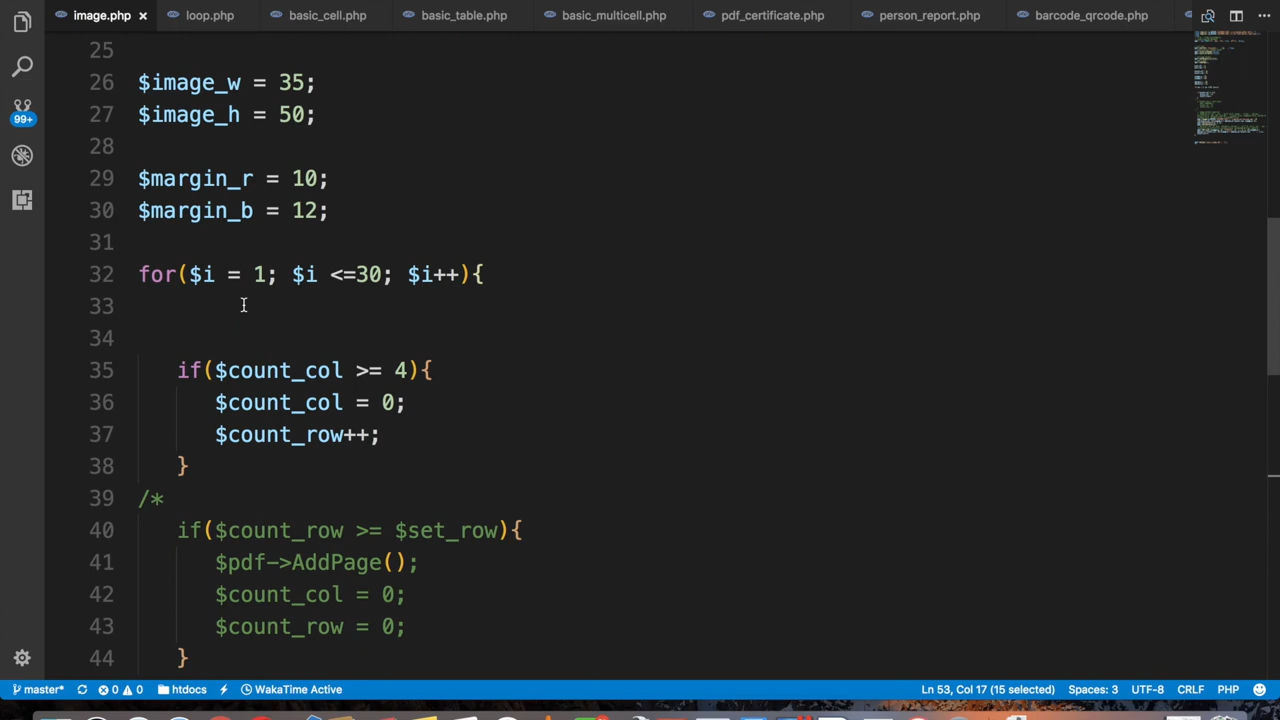 image.php × loop.php basic_cell.php basic_table.php basic_multicell.php pdf_certificate.php person_report.php barcode_qrcode.php
25
26 $image_w = 35;
27 $image_h = 50;
28
29 $margin_r = 10;
30 $margin_b = 12;
31
32 for($i = 1; $i <=30; $i++){
33
34
35 if($count_col >= 4){
36 $count_col = 0;
37 $count_row++;
38 }
39 /*
40 if($count_row >= $set_row){
41 $pdf->AddPage();
42 $count_col = 0;
43 $count_row = 0;
44 }
99+
master* 0 0 htdocs WakaTime Active Ln 53, Col 17 (15 selected) Spaces: 3 UTF-8 CRLF PHP